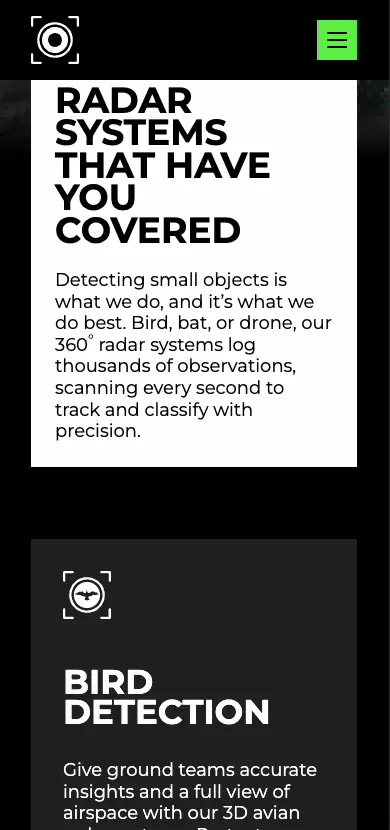 RADAR
SYSTEMS
THAT HAVE
YOU
COVERED
Detecting small objects is
what we do, and it’s what we
do best. Bird, bat, or drone, our
360° radar systems log
thousands of observations,
scanning every second to
track and classify with
precision.
BIRD
DETECTION
Give ground teams accurate
insights and a full view of
airspace with our 3D avian